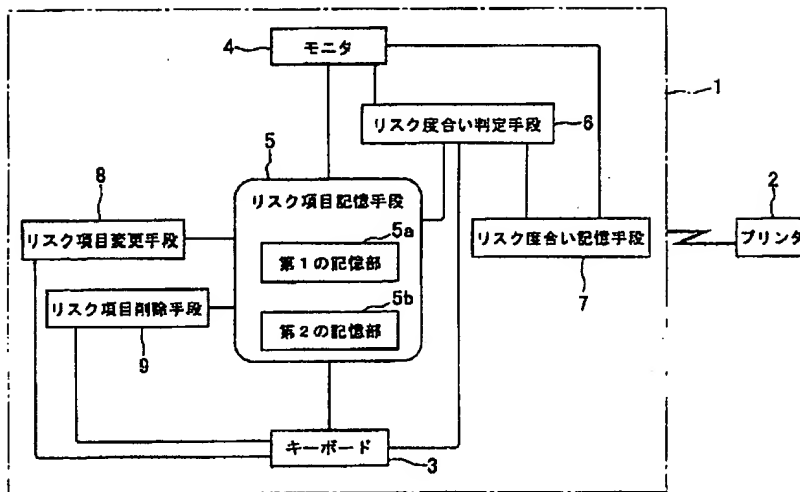 4
モニタ
1
リスク度合い判定手段
6
5
リスク項目記憶手段
8
リスク項目変更手段
5a
第1の記憶部
リスク度合い記憶手段
7
2
プリンタ
リスク項目削除手段
9
5b
第2の記憶部
キーボード
3